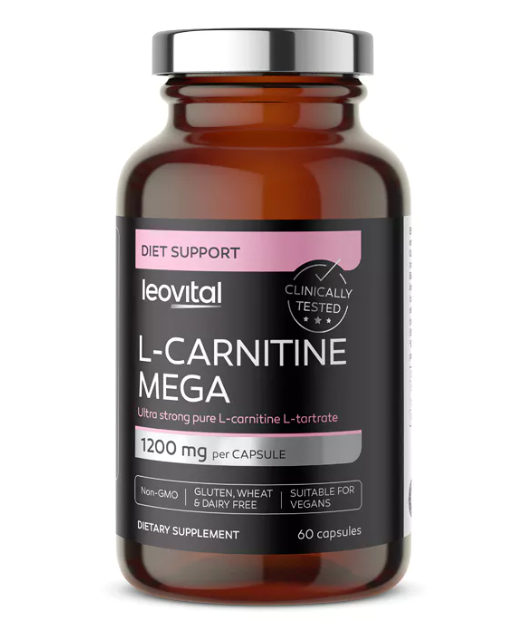 DIET SUPPORT
leovital
CLINICALLY
TESTED
L-CARNITINE
MEGA
Ultra strong pure L-carnitine L-tartrate
1200 mg per CAPSULE
Non-GMO
GLUTEN, WHEAT
& DAIRY FREE
SUITABLE FOR
VEGANS
DIETARY SUPPLEMENT
60 capsules